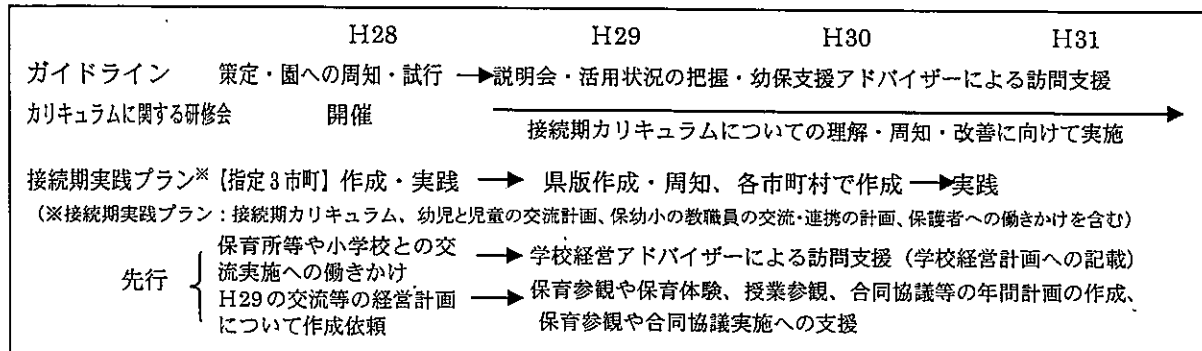 H28 H29 H30 H31
ガイドライン 策定・園への周知・試行 → 説明会・活用状況の把握・幼保支援アドバイザーによる訪問支援
カリキュラムに関する研修会 開催
接続期カリキュラムについての理解・周知・改善に向けて実施
接続期実践プラン※【指定3市町】作成・実践 → 県版作成・周知、各市町村で作成 → 実践
(※接続期実践プラン:接続期カリキュラム、幼児と児童の交流計画、保幼小の教職員の交流・連携の計画、保護者への働きかけを含む)
先行
保育所等や小学校との交
流実施への働きかけ → 学校経営アドバイザーによる訪問支援(学校経営計画への記載)
H29の交流等の経営計画 → 保育参観や保育体験、授業参観、合同協議等の年間計画の作成、
について作成依頼 保育参観や合同協議実施への支援